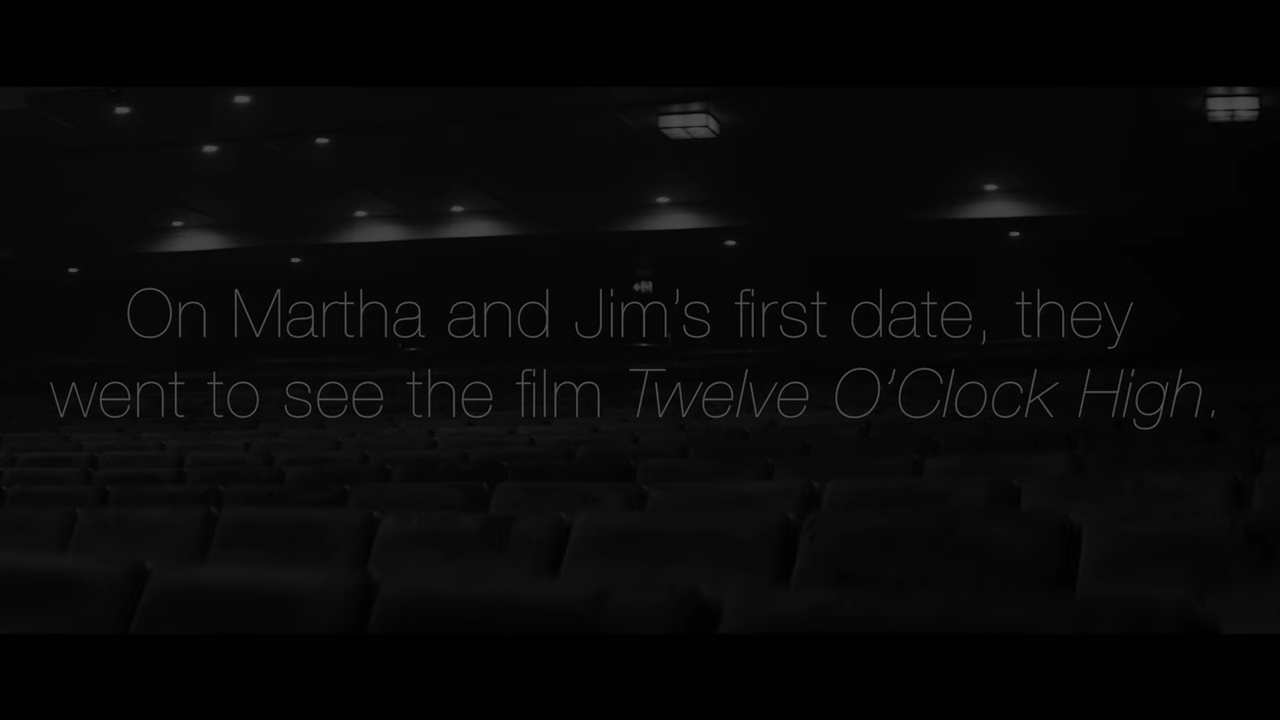 On Martha and Jim’s first date, they
went to see the film Twelve O’Clock High.